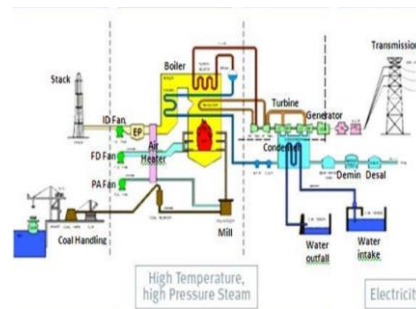 Transmission
Boiler
Stack
Turbine
Generator
ID Fan
EP
Air
Heater
Condenser
FD Fan
Demin
Desal
PA Fan
Coal Handling
Mill
Water
outfall
Water
intake
High Temperature,
high Pressure Steam
Electricity